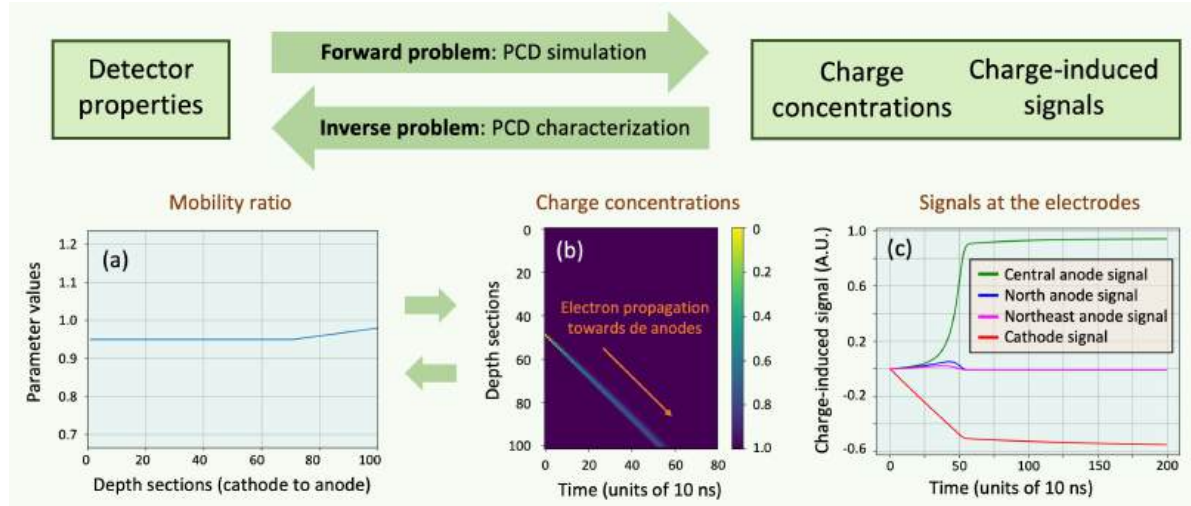 Forward problem: PCD simulation
Detector
properties
Charge
concentrations
Charge-induced
signals
Inverse problem: PCD characterization
Mobility ratio
(a)
Parameter values
1.2
1.1
1.0
0.9
0.8
0.7
0
20
40
60
80
100
Depth sections (cathode to anode)
Charge concentrations
(b)
Electron propagation
towards de anodes
Depth sections
0
20
40
60
80
100
0
20
40
60
80
Time (units of 10 ns)
0
0.2
0.4
0.6
0.8
1.0
Signals at the electrodes
(c)
Charge-induced signal (A.U.)
1.0
0.6
0.2
-0.2
-0.6
Central anode signal
North anode signal
Northeast anode signal
Cathode signal
0
50
100
150
200
Time (units of 10 ns)